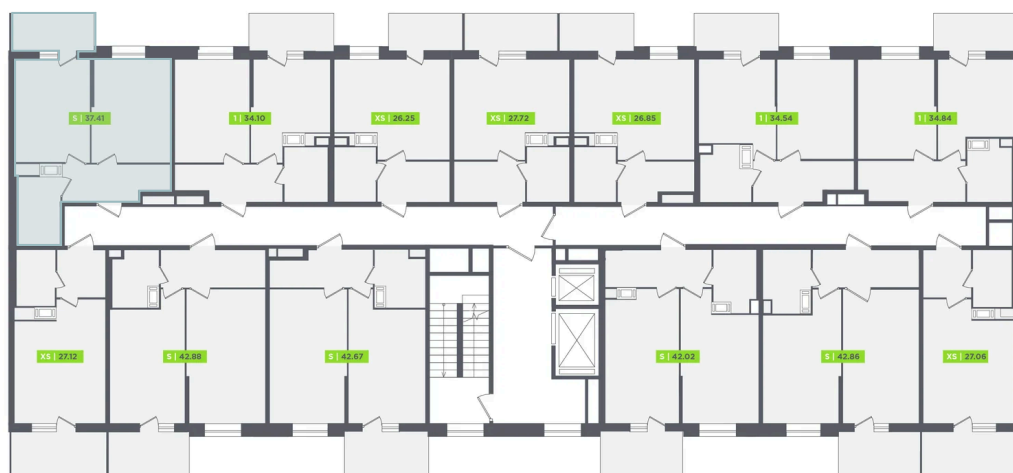 S | 37.41
1 | 34.10
XS | 26.25
XS | 27.72
XS | 26.85
1 | 34.54
1 | 34.84
XS | 27.12
S | 42.88
S | 42.67
S | 42.02
S | 42.86
XS | 27.06